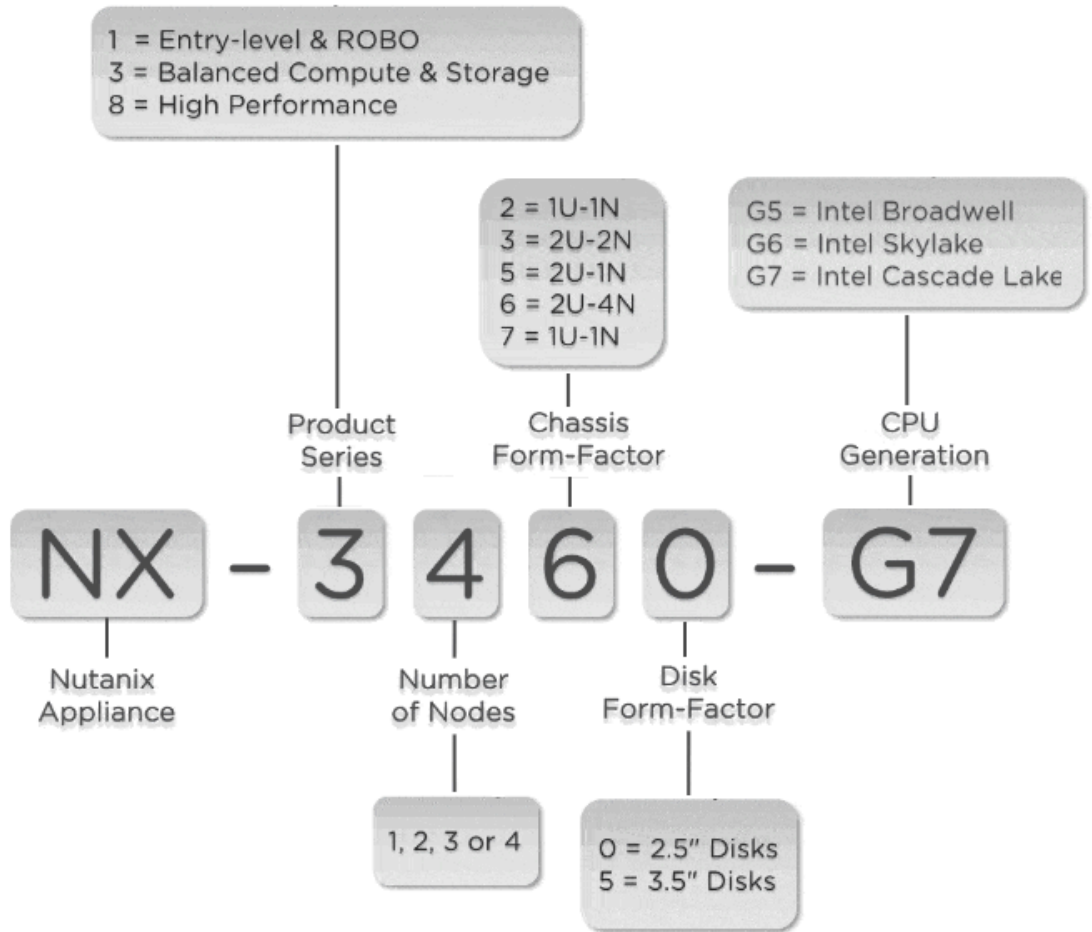 1 = Entry-level & ROBO
3 = Balanced Compute & Storage
8 = High Performance
2 = 1U-1N
3 = 2U-2N
5 = 2U-1N
6 = 2U-4N
7 = 1U-1N
G5 = Intel Broadwell
G6 = Intel Skylake
G7 = Intel Cascade Lake
Product
Series
Chassis
Form-Factor
CPU
Generation
NX - 3 4 6 0 - G7
Nutanix
Appliance
Number
of Nodes
Disk
Form-Factor
1, 2, 3 or 4
0 = 2.5" Disks
5 = 3.5" Disks